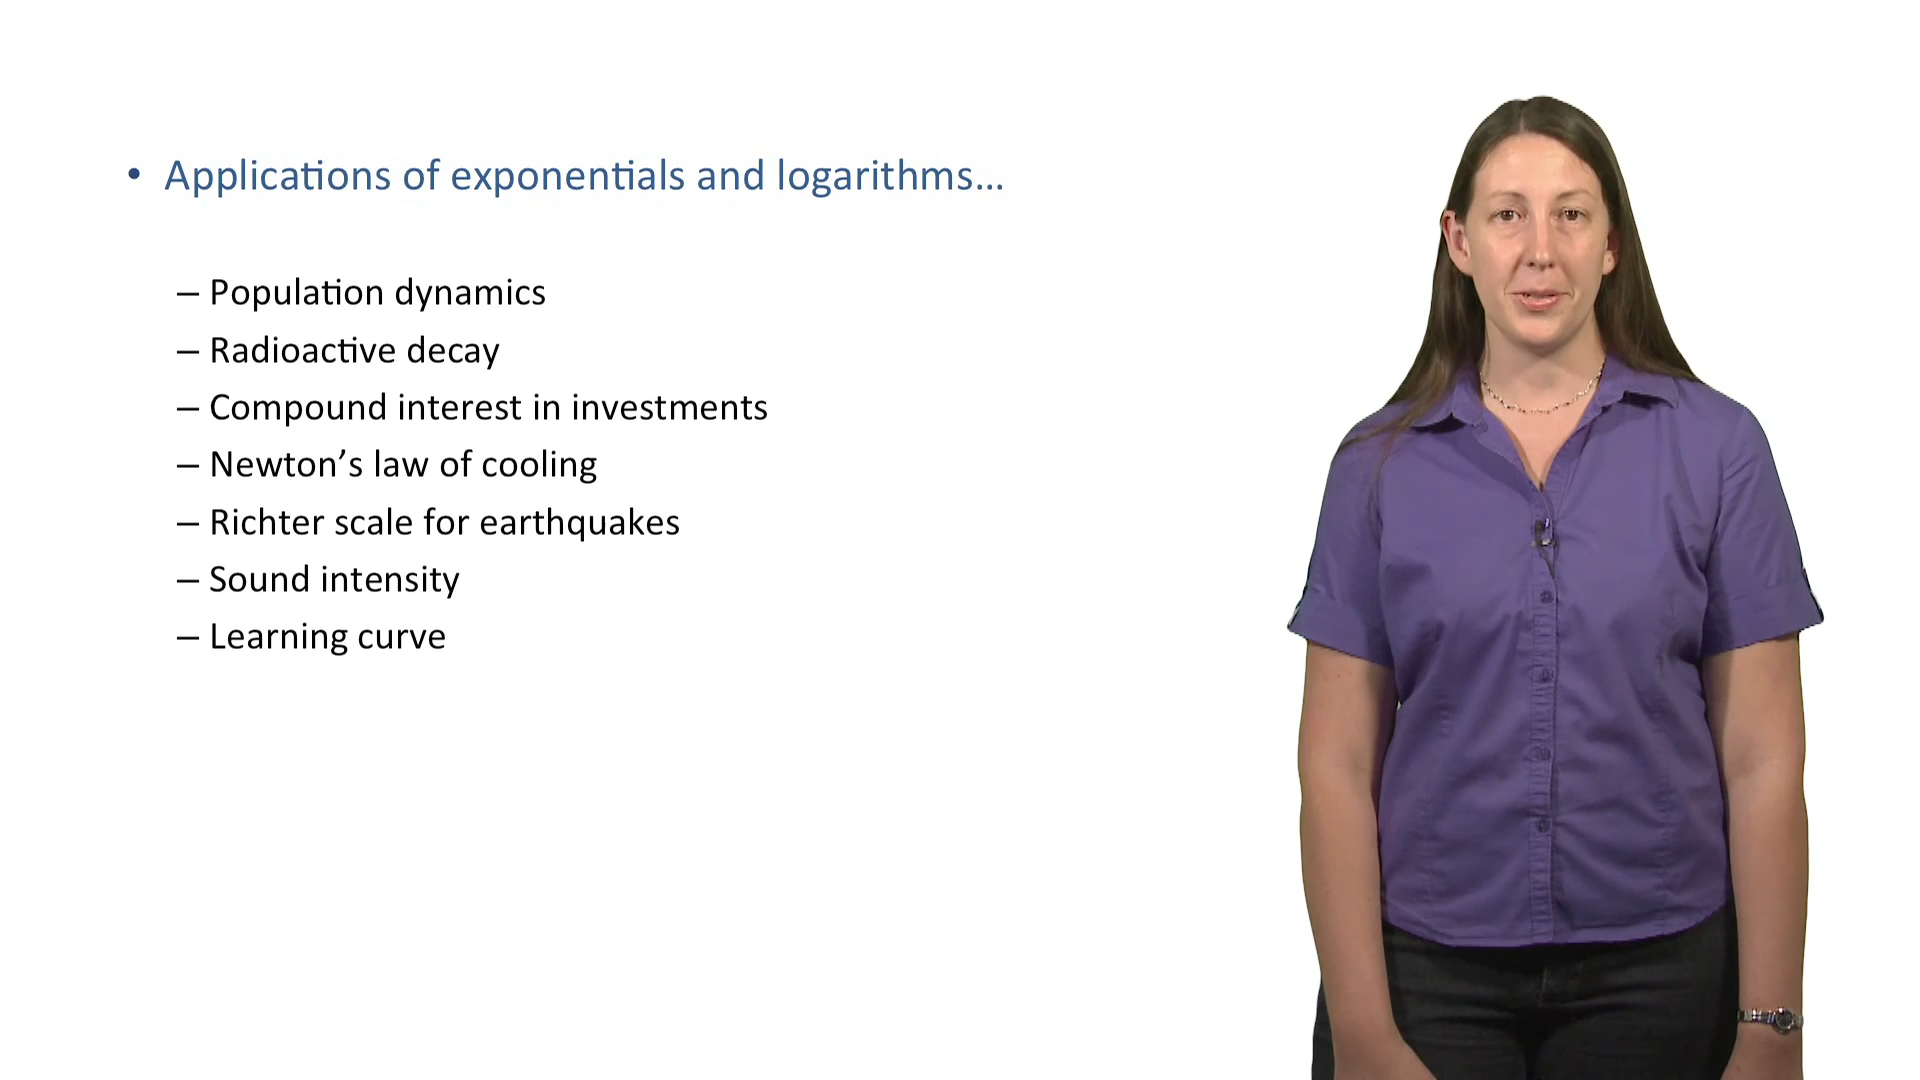 • Applications of exponentials and logarithms...
– Population dynamics
– Radioactive decay
– Compound interest in investments
– Newton’s law of cooling
– Richter scale for earthquakes
– Sound intensity
– Learning curve